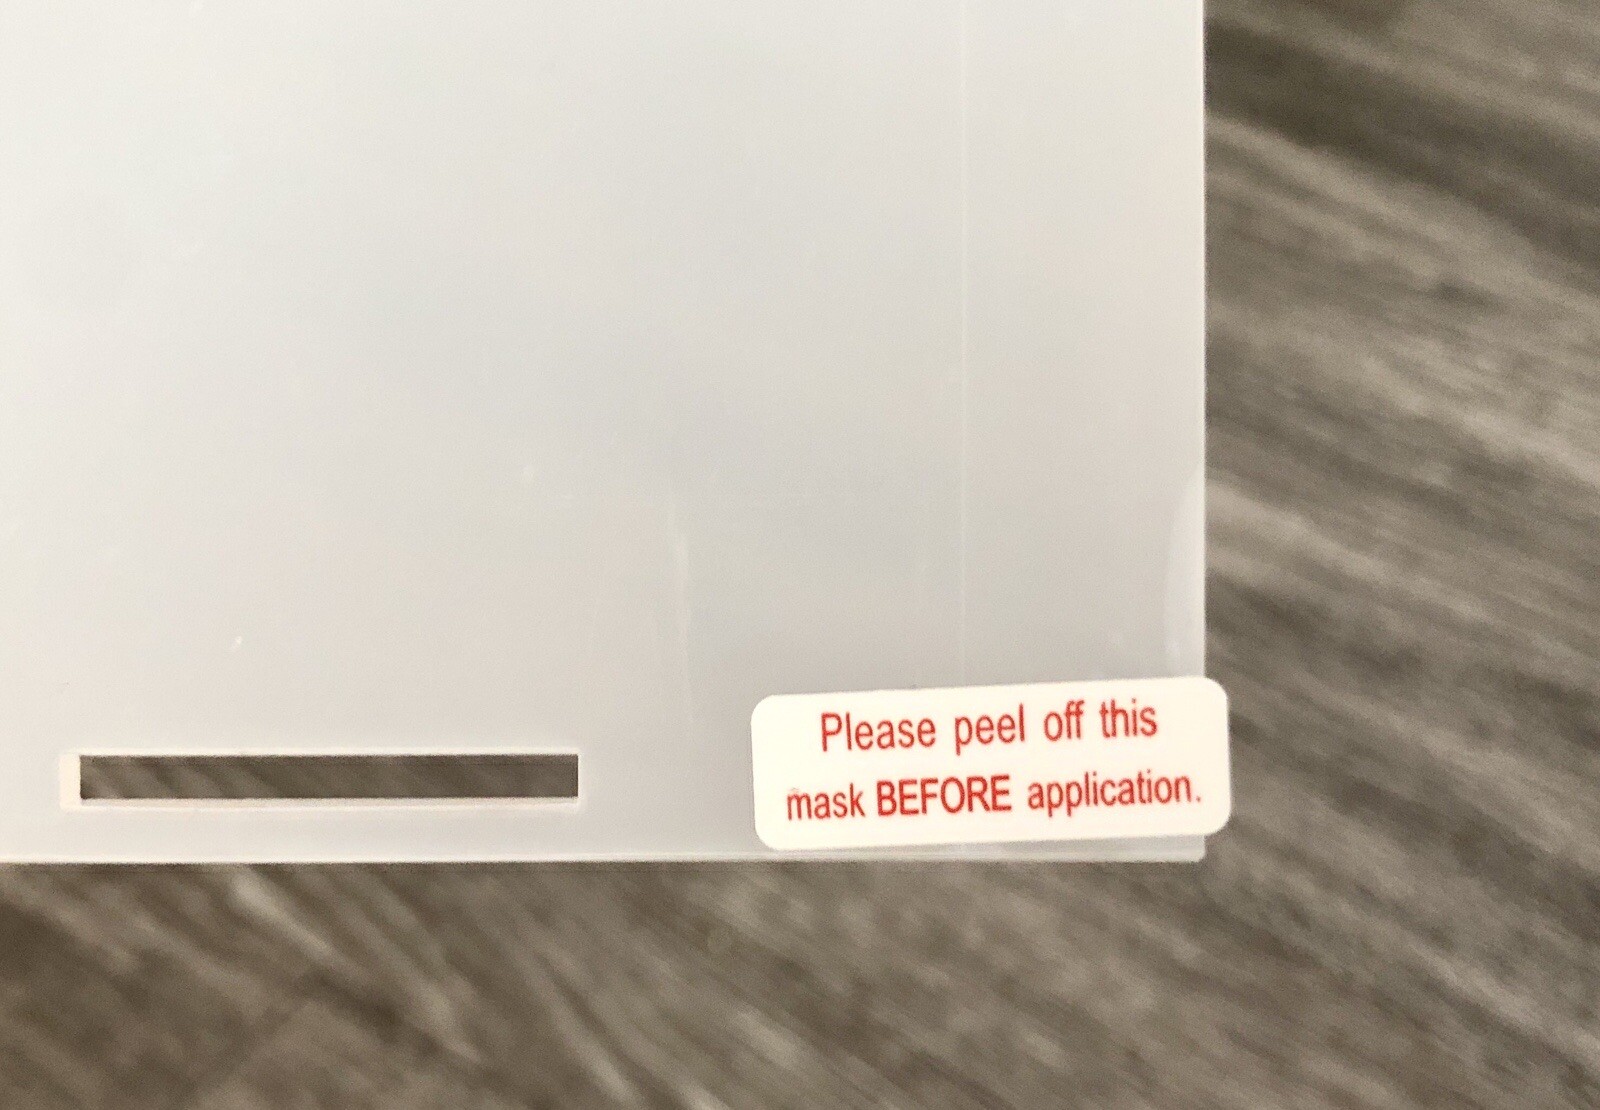 Please peel off this
mask BEFORE application.